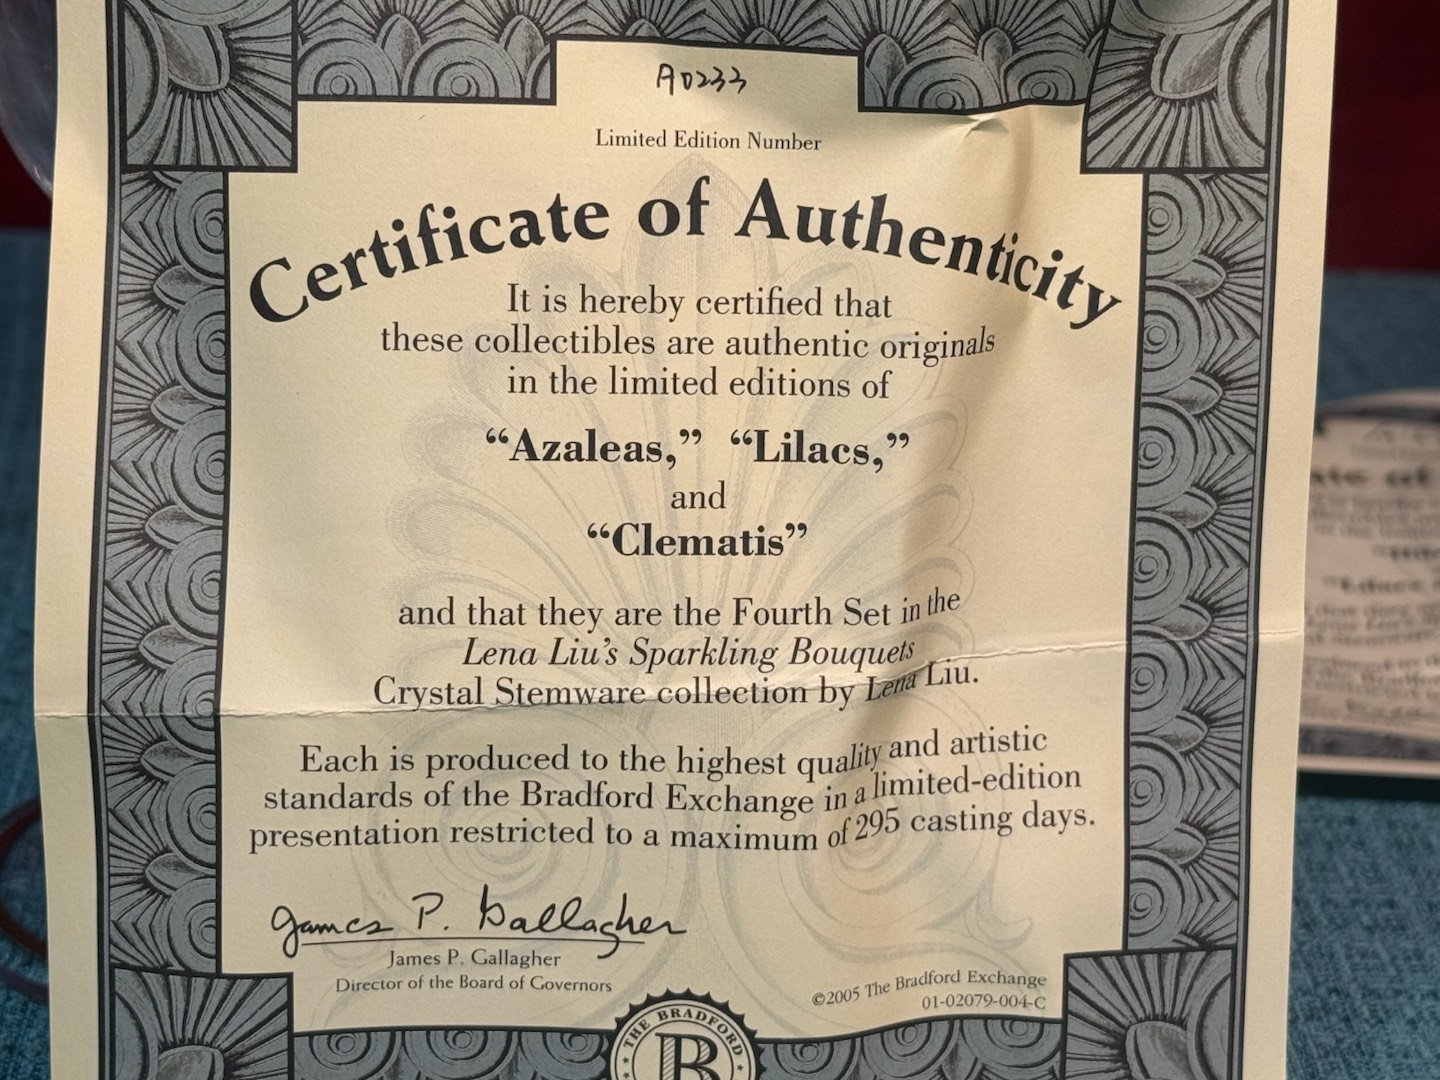 A0233
Limited Edition Number
Certificate of Authenticity
It is hereby certified that
these collectibles are authentic originals
in the limited editions of
“Azaleas,” “Lilacs,”
and
“Clematis”
and that they are the Fourth Set in the
Lena Liu’s Sparkling Bouquets
Crystal Stemware collection by Lena Liu.
Each is produced to the highest quality and artistic
standards of the Bradford Exchange in a limited-edition
presentation restricted to a maximum of 295 casting days.
James P. Gallagher
James P. Gallagher
Director of the Board of Governors
©2005 The Bradford Exchange
01-02079-004-C
THE BRADFORD
B